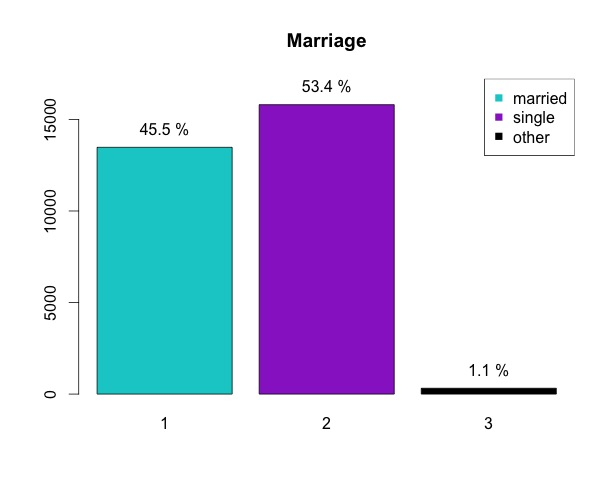 Marriage
married
single
other
53.4 %
45.5 %
1.1 %
15000
10000
5000
0
1 2 3